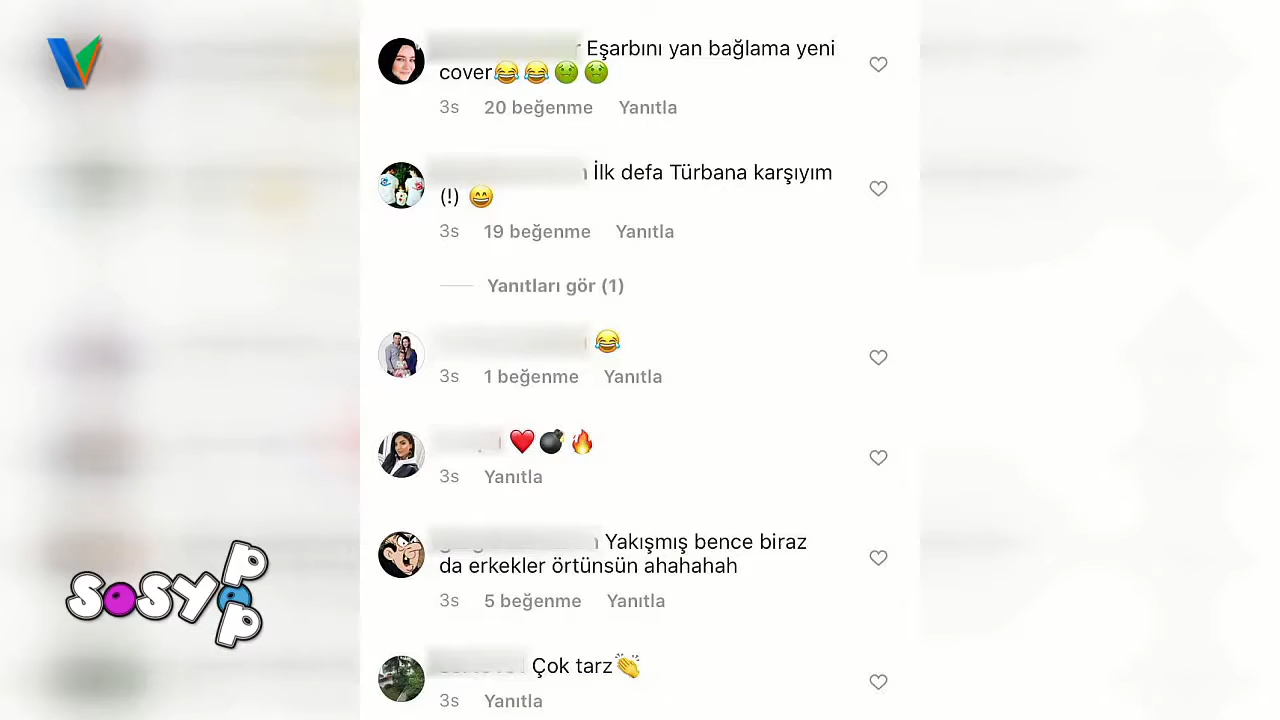 Eşarbını yan bağlama yeni
cover😂😂🤢🤢
3s 20 beğenme Yanıtla
İlk defa Türbana karşıyım
(!) 😄
3s 19 beğenme Yanıtla
Yanıtları gör (1)
😂
3s 1 beğenme Yanıtla
❤️💣🔥
3s Yanıtla
Yakışmış bence biraz
da erkekler örtünsün ahahahah
3s 5 beğenme Yanıtla
Çok tarz👏
3s Yanıtla
sosyal pop